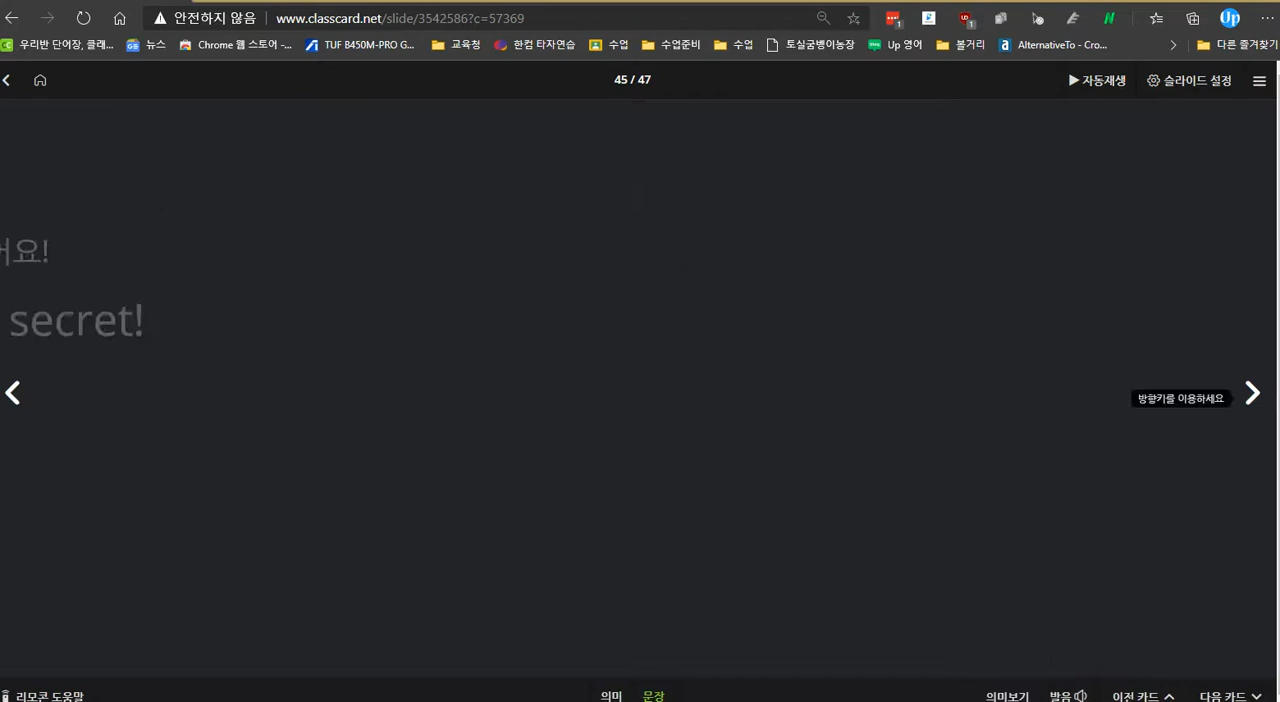 안전하지 않음 www.classcard.net/slide/3542586?c=57369
우리반 단어장, 클래... 뉴스 Chrome 웹 스토어 -... TUF B450M-PRO G... 교육청 한컴 타자연습 수업 수업준비 수업 토실굼벵이농장 Up 영어 볼거리 AlternativeTo - Cro... 다른 즐겨찾기
45 / 47 자동재생 슬라이드 설정
어요!
secret!
방향키를 이용하세요
리모콘 도움말 의미 문장 의미보기 발음 이전 카드 다음 카드